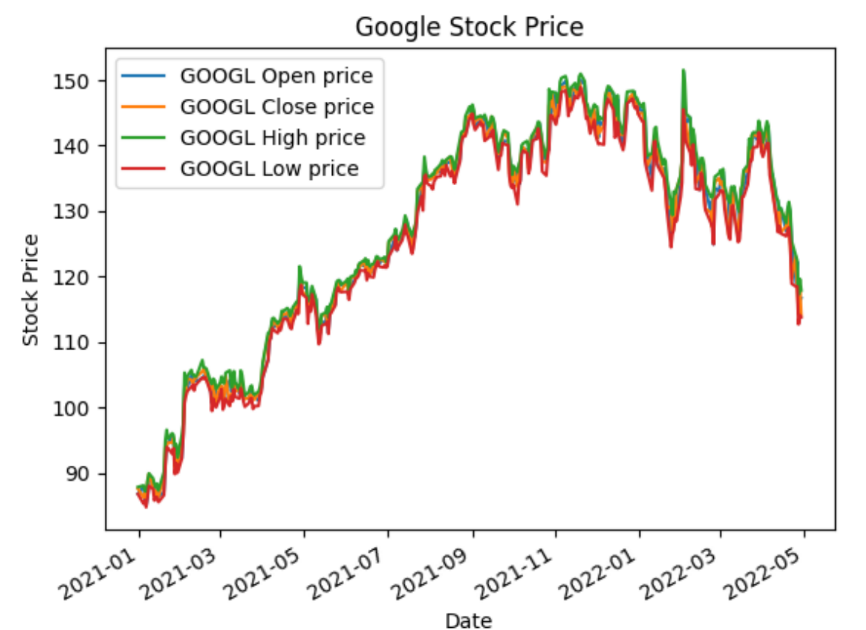 Google Stock Price
GOOGL Open price
GOOGL Close price
GOOGL High price
GOOGL Low price
150
140
130
120
110
100
90
Stock Price
2021-01
2021-03
2021-05
2021-07
2021-09
2021-11
2022-01
2022-03
2022-05
Date